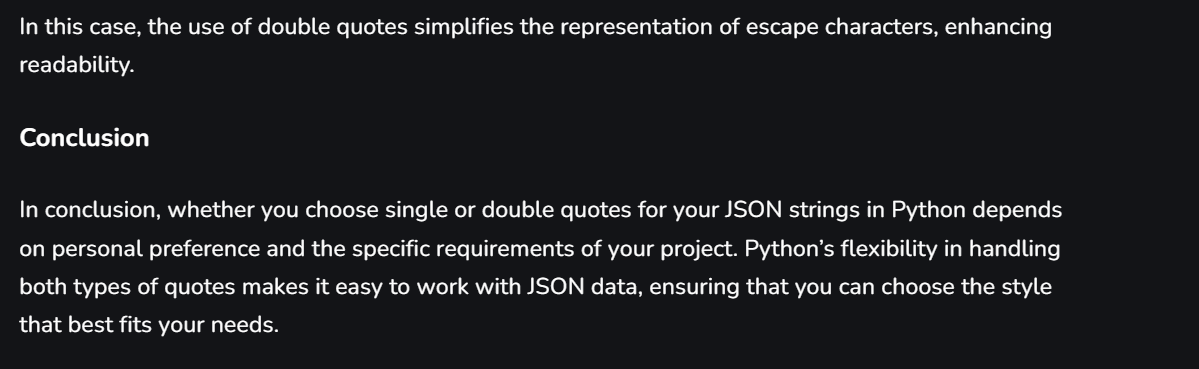 In this case, the use of double quotes simplifies the representation of escape characters, enhancing
readability.
Conclusion
In conclusion, whether you choose single or double quotes for your JSON strings in Python depends
on personal preference and the specific requirements of your project. Python’s flexibility in handling
both types of quotes makes it easy to work with JSON data, ensuring that you can choose the style
that best fits your needs.